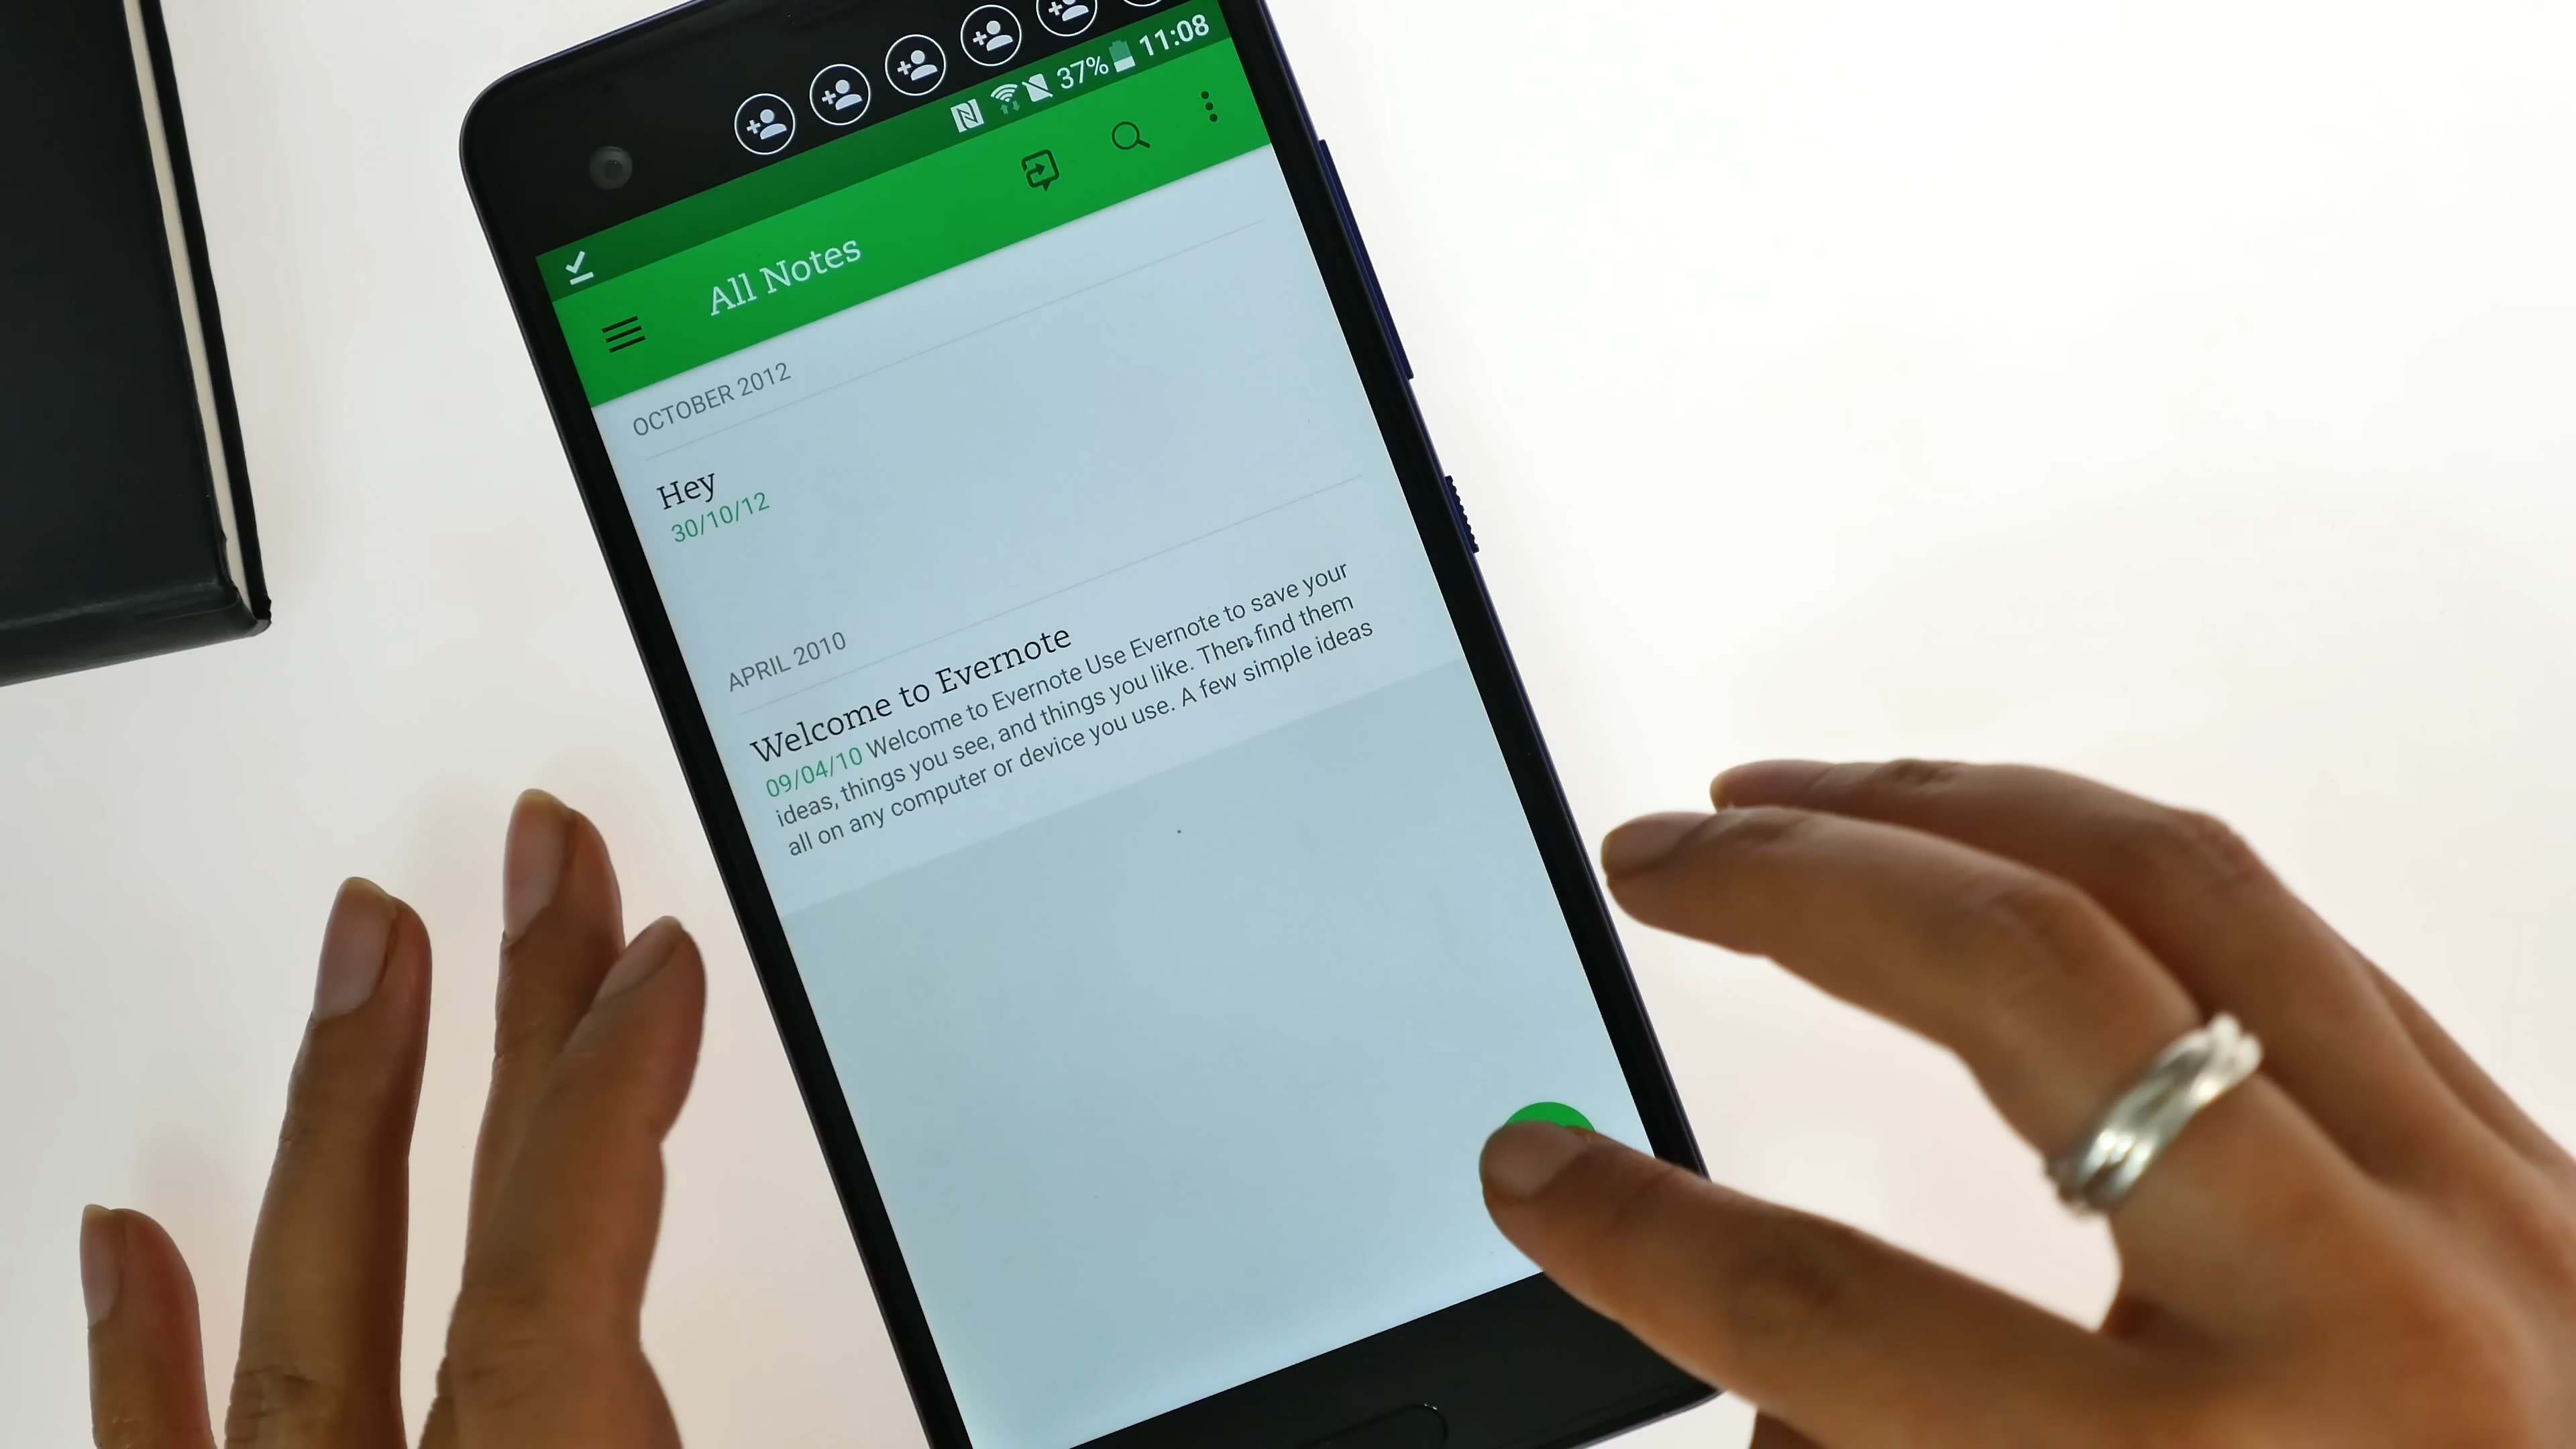 37% 11:08
All Notes
OCTOBER 2012
Hey
30/10/12
APRIL 2010
Welcome to Evernote
09/04/10 Welcome to Evernote Use Evernote to save your
ideas, things you see, and things you like. Then find them
all on any computer or device you use. A few simple ideas